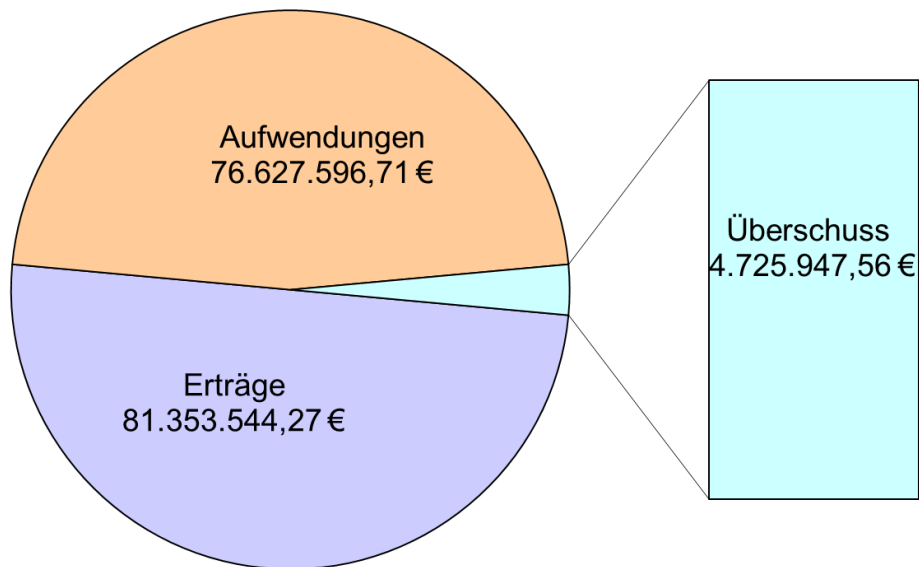 Aufwendungen
76.627.596,71 €
Überschuss
4.725.947,56 €
Erträge
81.353.544,27 €